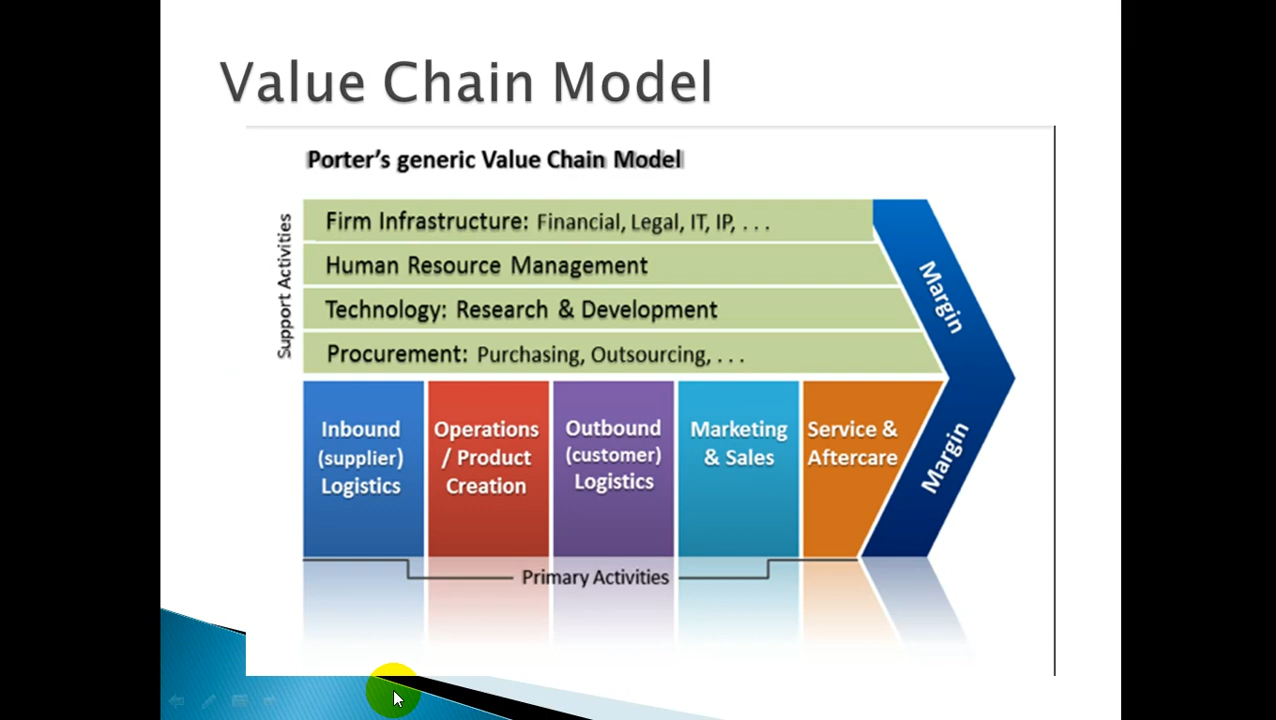 Value Chain Model
Porter's generic Value Chain Model
Support Activities
Firm Infrastructure: Financial, Legal, IT, IP, . . .
Human Resource Management
Technology: Research & Development
Procurement: Purchasing, Outsourcing, . . .
Margin
Inbound
(supplier)
Logistics
Operations
/ Product
Creation
Outbound
(customer)
Logistics
Marketing
& Sales
Service &
Aftercare
Margin
Primary Activities